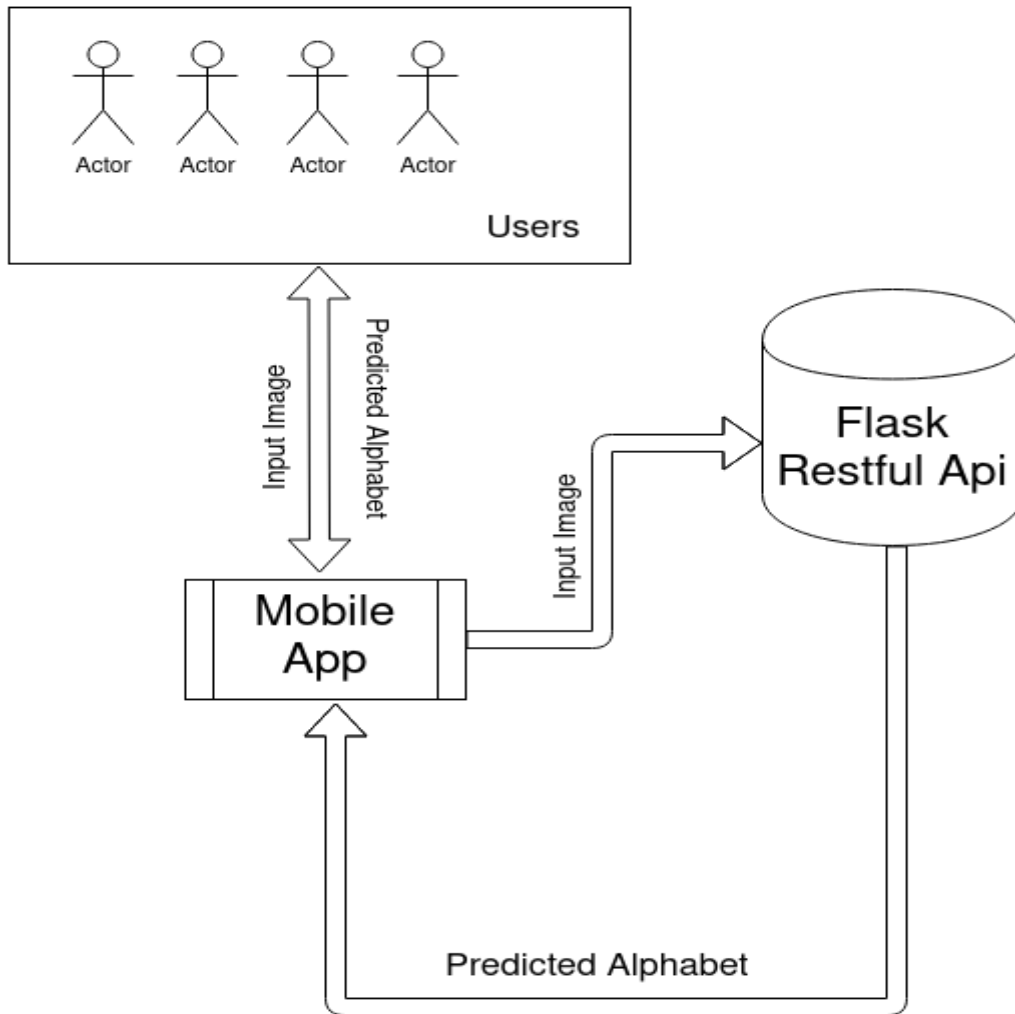 Actor
Actor
Actor
Actor
Users
Input Image
Predicted Alphabet
Flask
Restful Api
Input Image
Mobile
App
Predicted Alphabet